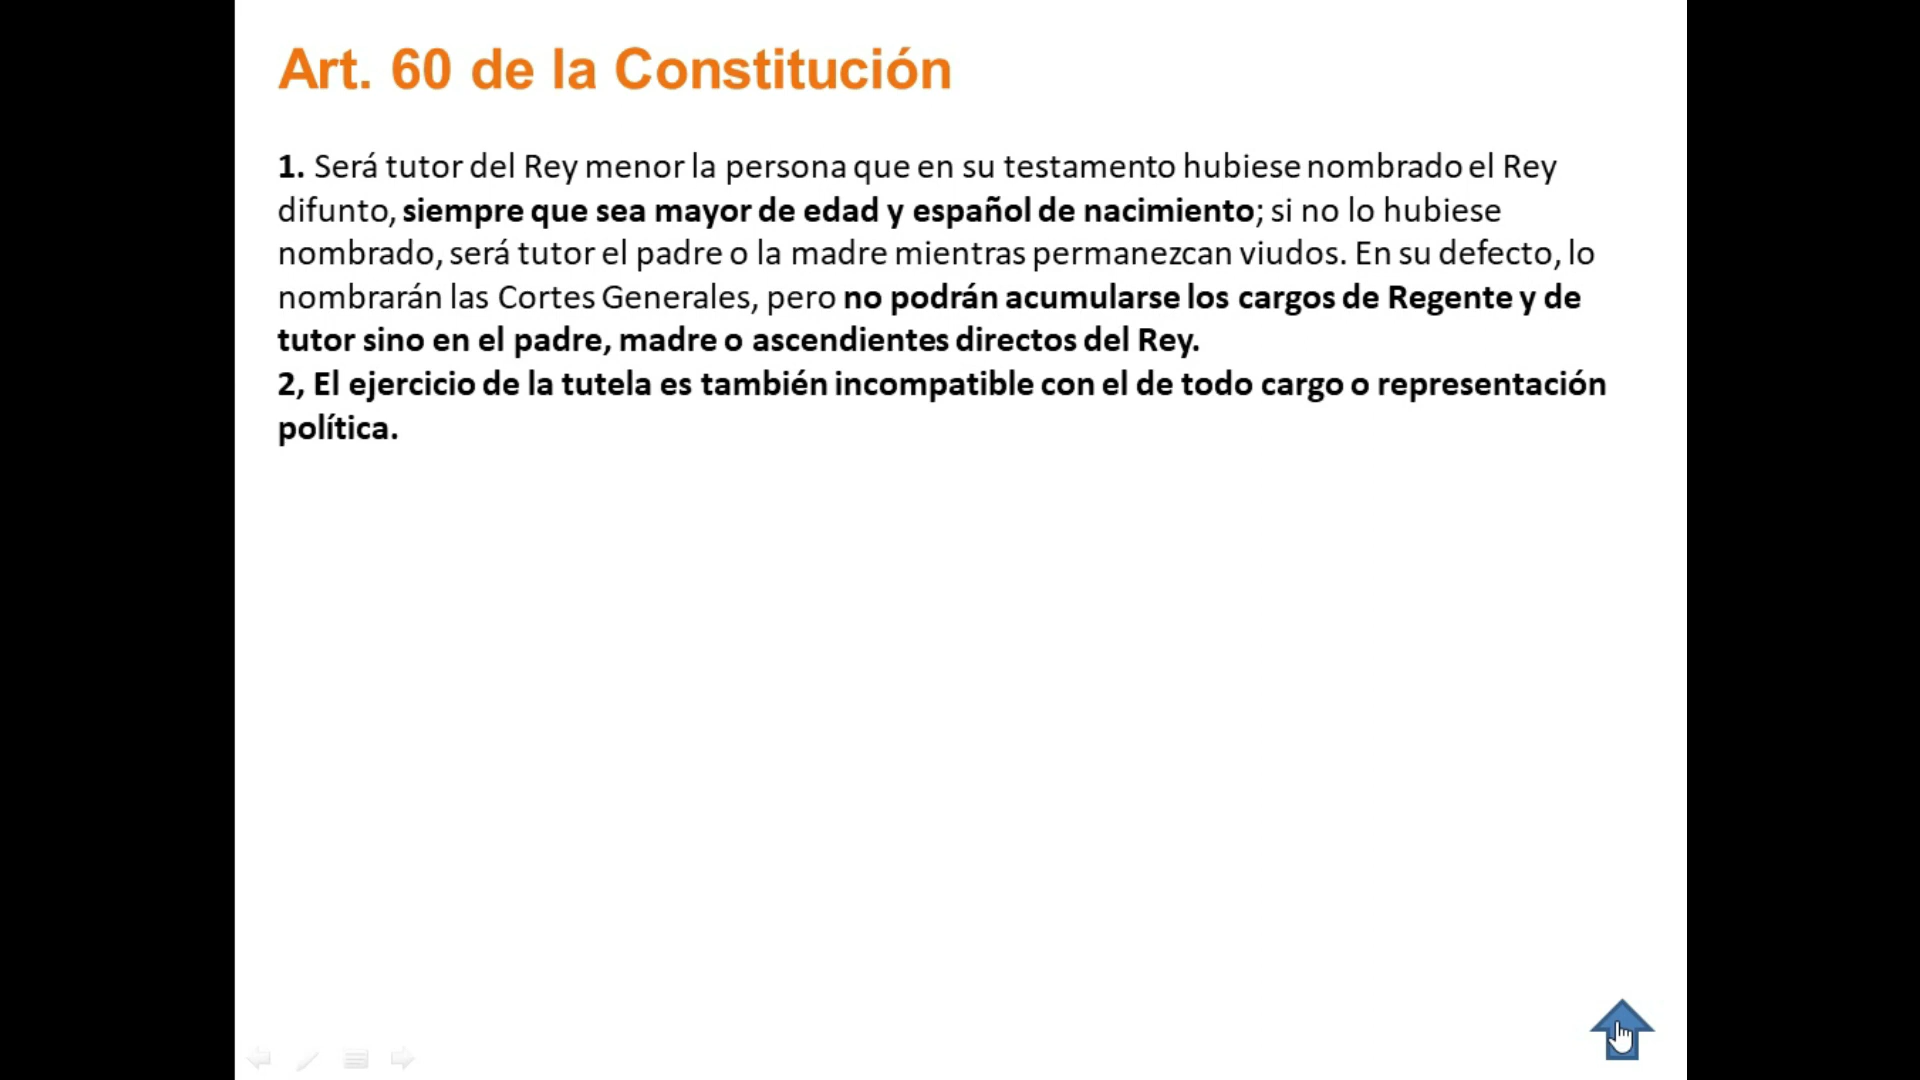 Art. 60 de la Constitución
1. Será tutor del Rey menor la persona que en su testamento hubiese nombrado el Rey
difunto, siempre que sea mayor de edad y español de nacimiento; si no lo hubiese
nombrado, será tutor el padre o la madre mientras permanezcan viudos. En su defecto, lo
nombrarán las Cortes Generales, pero no podrán acumularse los cargos de Regente y de
tutor sino en el padre, madre o ascendientes directos del Rey.
2, El ejercicio de la tutela es también incompatible con el de todo cargo o representación
política.